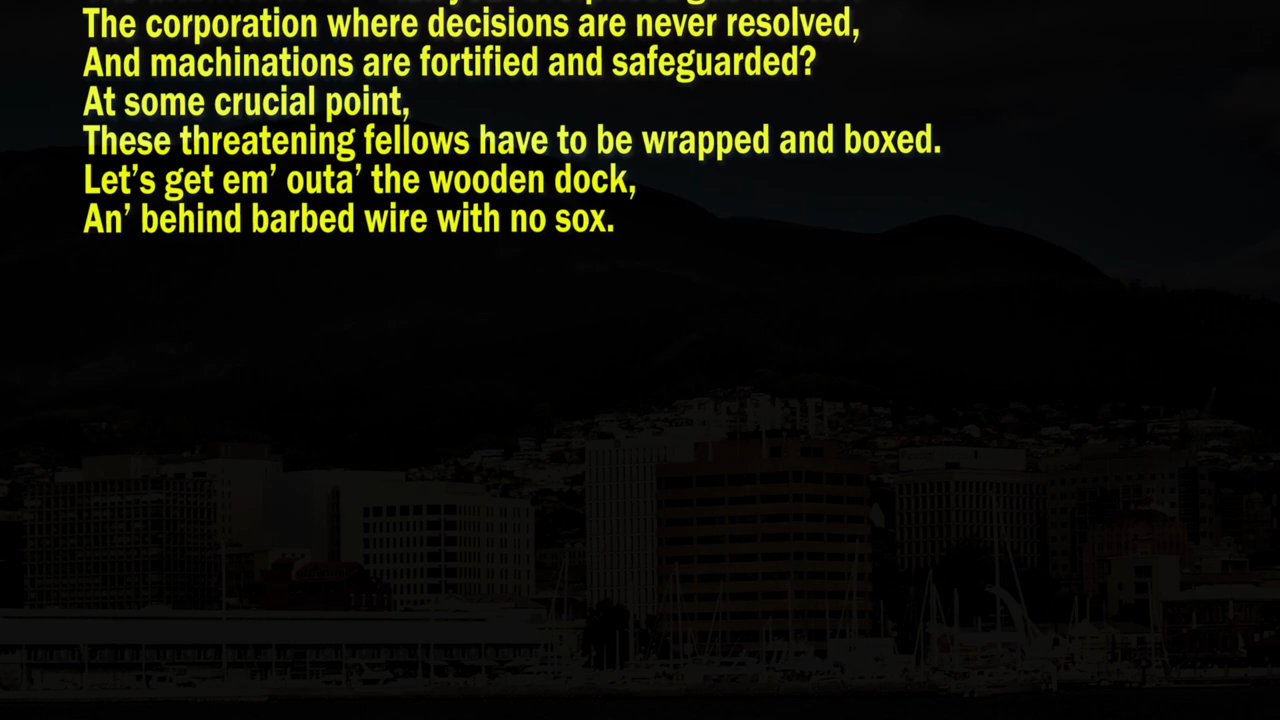 The corporation where decisions are never resolved,
And machinations are fortified and safeguarded?
At some crucial point,
These threatening fellows have to be wrapped and boxed.
Let’s get em’ outa’ the wooden dock,
An’ behind barbed wire with no sox.